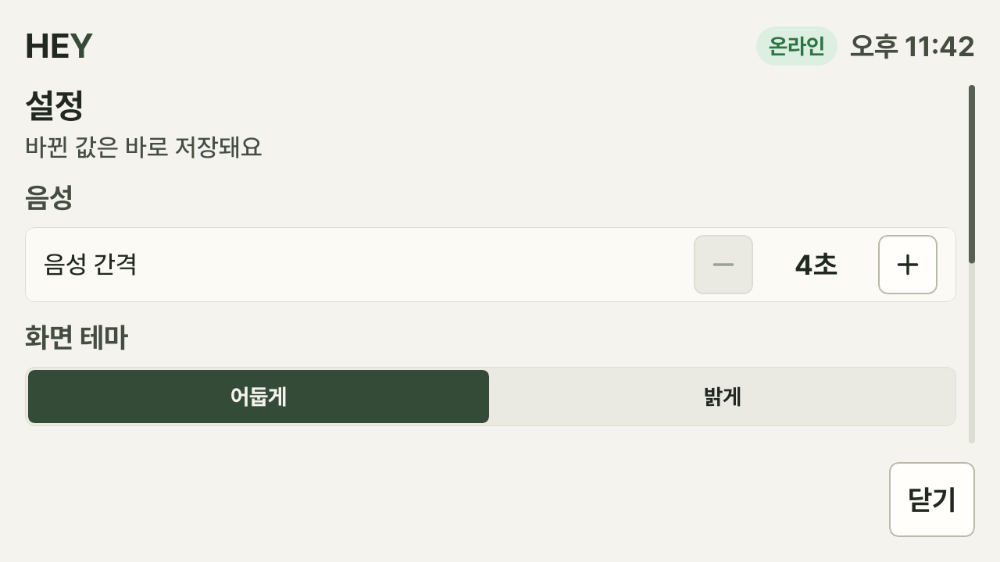 HEY
온라인 오후 11:42
설정
바뀐 값은 바로 저장돼요
음성
음성 간격 − 4초 +
화면 테마
어둡게 밝게
닫기